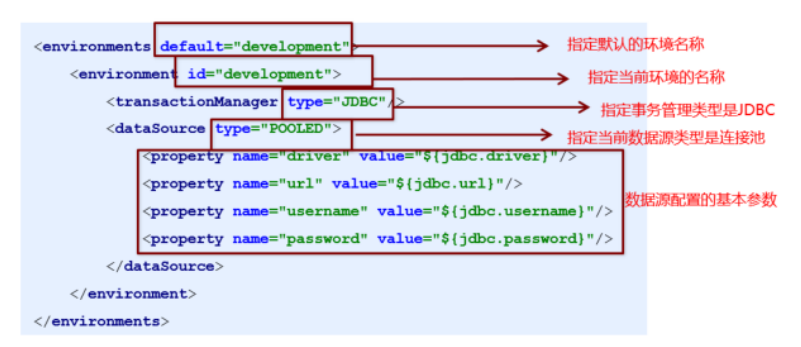 <environments default="development">
指定默认的环境名称
<environment id="development">
指定当前环境的名称
<transactionManager type="JDBC"/>
指定事务管理类型是JDBC
<dataSource type="POOLED">
指定当前数据源类型是连接池
<property name="driver" value="${jdbc.driver}"/>
<property name="url" value="${jdbc.url}"/>
<property name="username" value="${jdbc.username}"/>
数据源配置的基本参数
<property name="password" value="${jdbc.password}"/>
</dataSource>
</environment>
</environments>